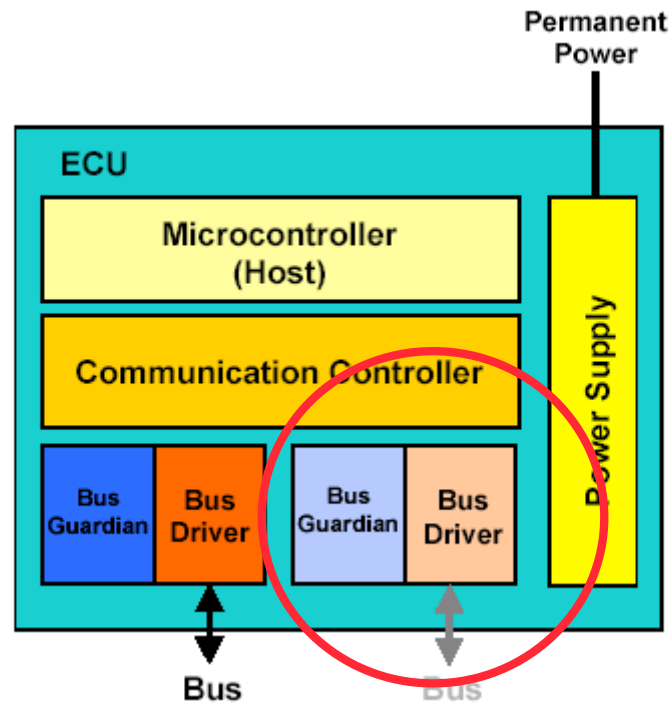 Permanent
Power
ECU
Microcontroller
(Host)
Communication Controller
Power Supply
Bus
Guardian
Bus
Driver
Bus
Guardian
Bus
Driver
Bus
Bus